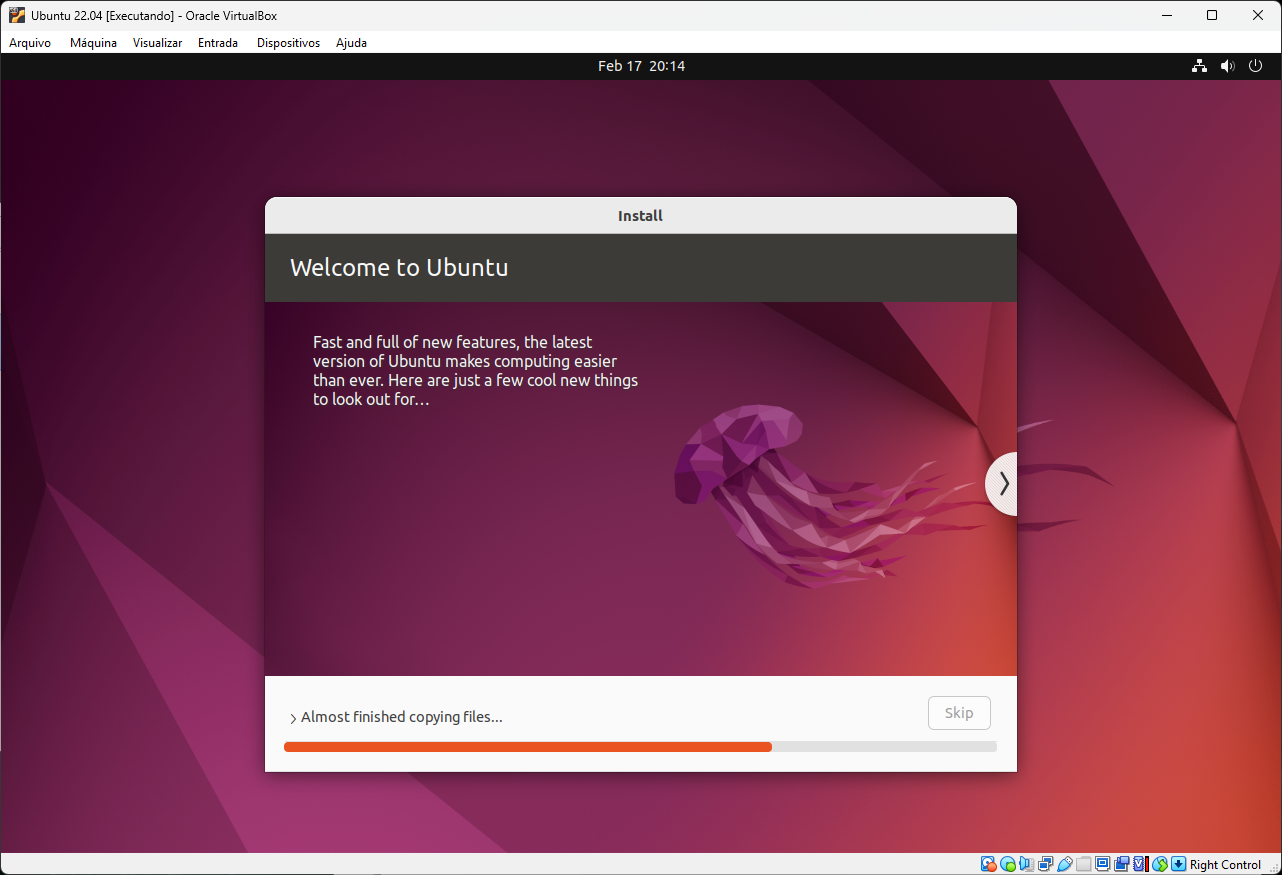 Ubuntu 22.04 [Executando] - Oracle VirtualBox
Arquivo Máquina Visualizar Entrada Dispositivos Ajuda
Feb 17 20:14
Install
Welcome to Ubuntu
Fast and full of new features, the latest
version of Ubuntu makes computing easier
than ever. Here are just a few cool new things
to look out for…
Almost finished copying files...
Skip
Right Control